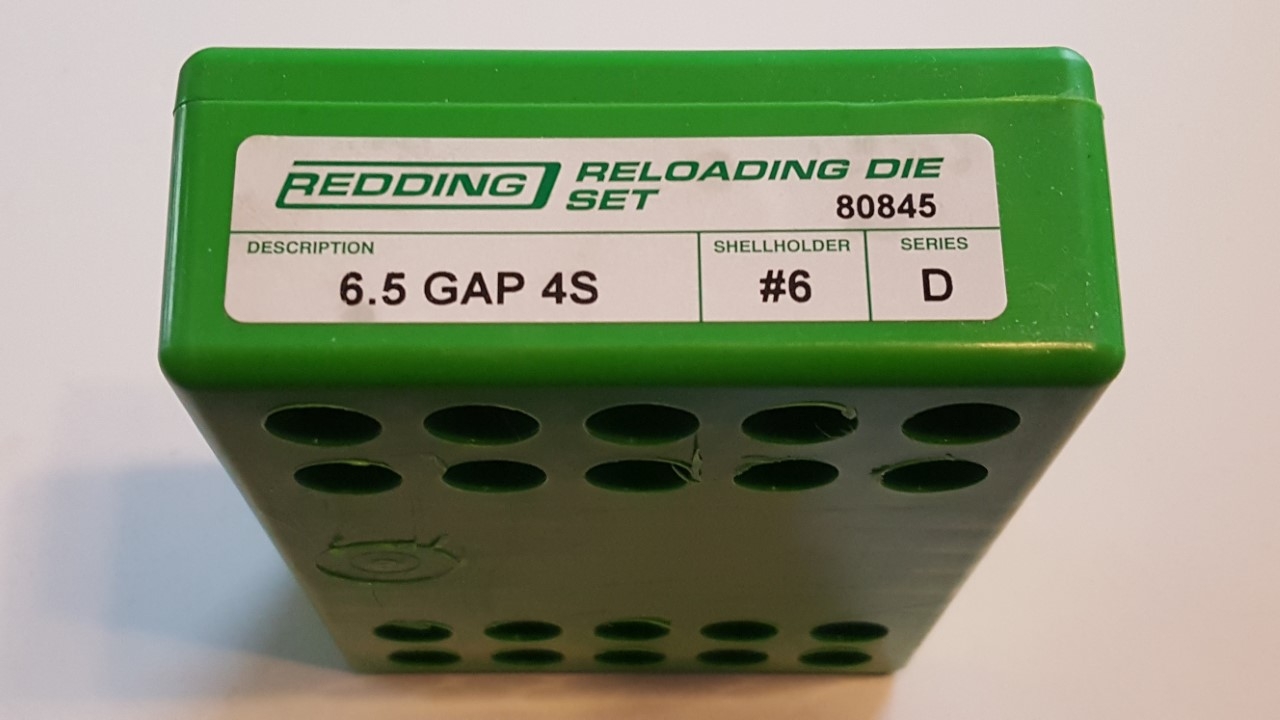 REDDING RELOADING DIE
SET 80845
DESCRIPTION SHELLHOLDER SERIES
6.5 GAP 4S #6 D